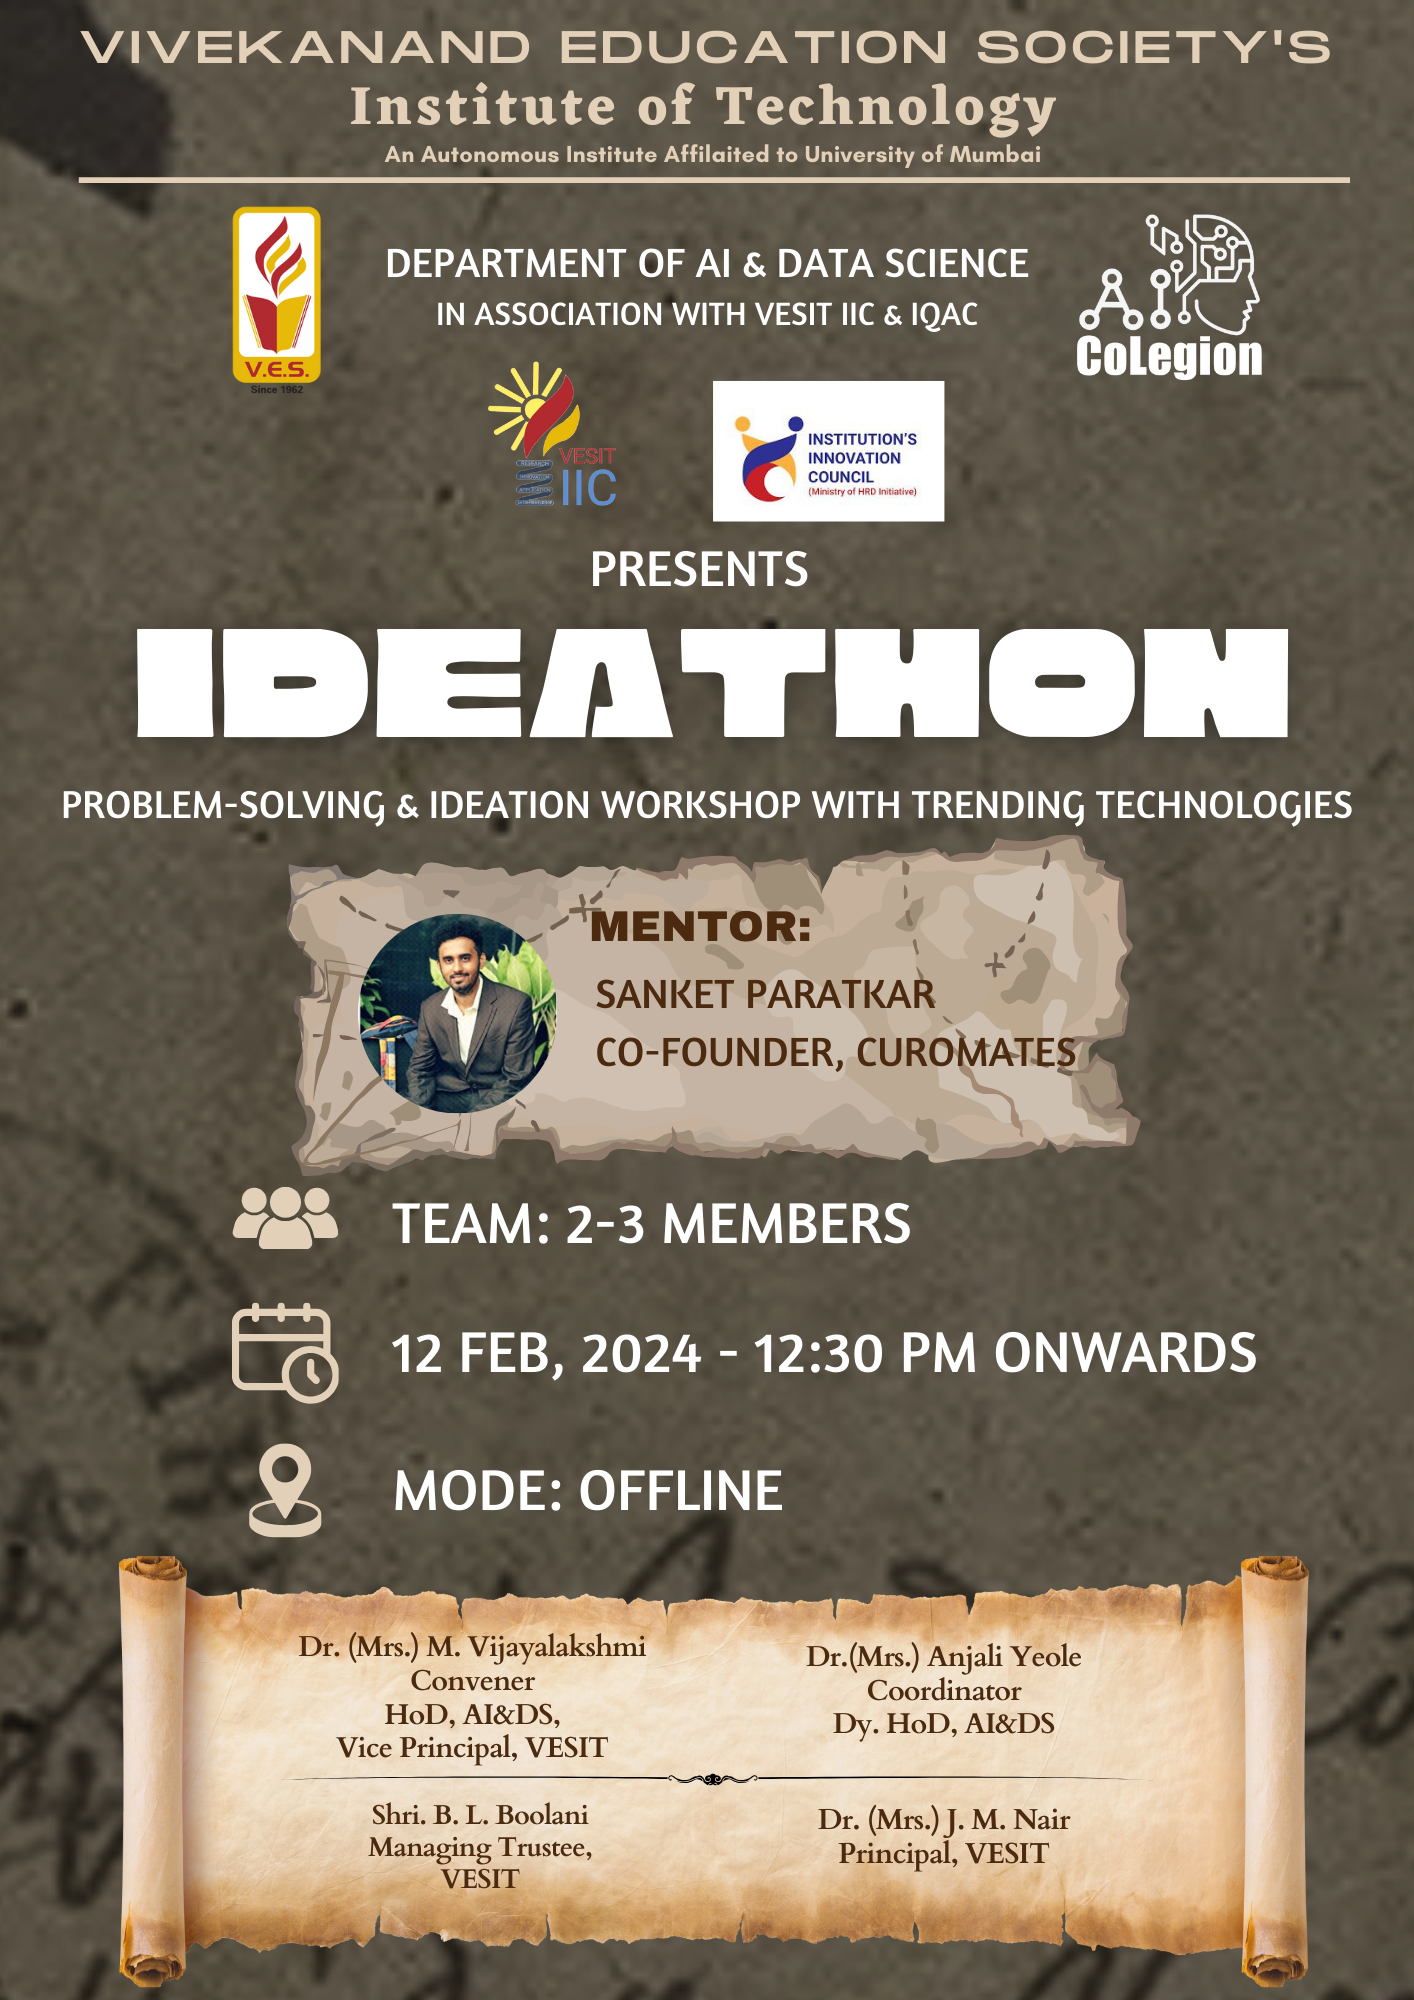 VIVEKANAND EDUCATION SOCIETY'S
Institute of Technology
An Autonomous Institute Affilaited to University of Mumbai
V.E.S.
Since 1962
DEPARTMENT OF AI & DATA SCIENCE
IN ASSOCIATION WITH VESIT IIC & IQAC
AI
CoLegion
VESIT
IIC
RESEARCH
INNOVATION
APPLICATION
INSTITUTION'S
INNOVATION
COUNCIL
(Ministry of HRD Initiative)
PRESENTS
IDEATHON
PROBLEM-SOLVING & IDEATION WORKSHOP WITH TRENDING TECHNOLOGIES
MENTOR:
SANKET PARATKAR
CO-FOUNDER, CUROMATES
TEAM: 2-3 MEMBERS
12 FEB, 2024 - 12:30 PM ONWARDS
MODE: OFFLINE
Dr. (Mrs.) M. Vijayalakshmi
Convener
HoD, AI&DS,
Vice Principal, VESIT
Dr.(Mrs.) Anjali Yeole
Coordinator
Dy. HoD, AI&DS
Shri. B. L. Boolani
Managing Trustee,
VESIT
Dr. (Mrs.) J. M. Nair
Principal, VESIT